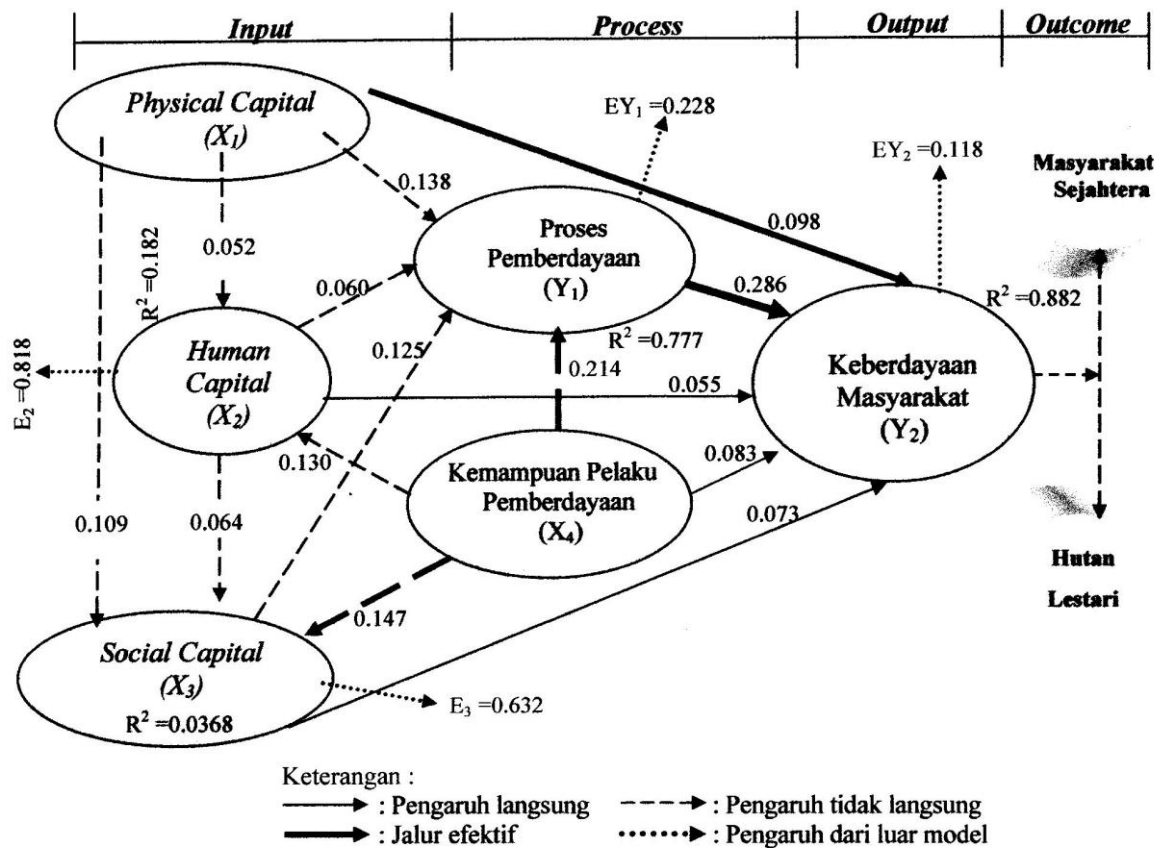 Input Process Output Outcome
Physical Capital
(X₁)
EY₁ =0.228
EY₂ =0.118
Masyarakat
Sejahtera
0.138
0.098
Proses
Pemberdayaan
(Y₁)
0.052
R² =0.182
0.060
0.286
R² =0.882
R² =0.777
0.125
Human
Capital
(X₂)
E₂ =0.818
0.214
0.055
Keberdayaan
Masyarakat
(Y₂)
0.130
0.083
Kemampuan Pelaku
Pemberdayaan
(X₄)
0.109
0.064
0.073
Hutan
Lestari
0.147
Social Capital
(X₃)
R² =0.0368
E₃ =0.632
Keterangan :
: Pengaruh langsung
: Pengaruh tidak langsung
: Jalur efektif
: Pengaruh dari luar model